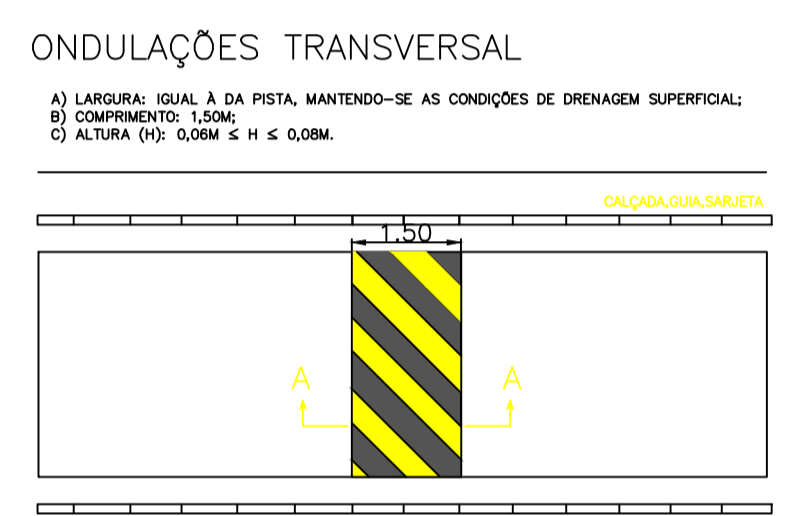 ONDULAÇÕES TRANSVERSAL
A) LARGURA: IGUAL À DA PISTA, MANTENDO-SE AS CONDIÇÕES DE DRENAGEM SUPERFICIAL;
B) COMPRIMENTO: 1,50M;
C) ALTURA (H): 0,06M ≤ H ≤ 0,08M.
CALÇADA,GUIA,SARJETA
1.50
A A